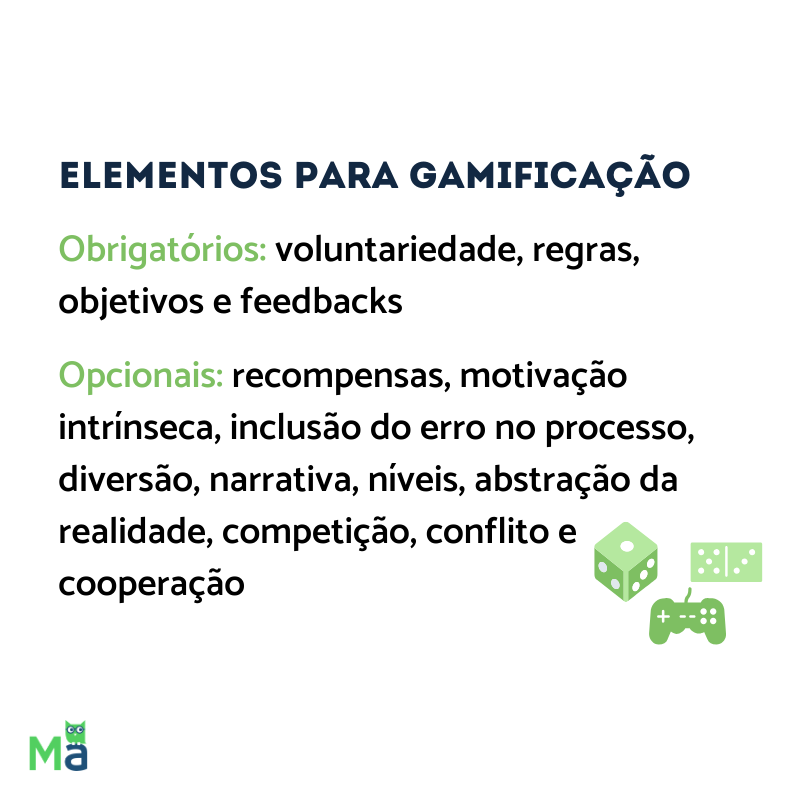 ELEMENTOS PARA GAMIFICAÇÃO
Obrigatórios: voluntariedade, regras,
objetivos e feedbacks
Opcionais: recompensas, motivação
intrínseca, inclusão do erro no processo,
diversão, narrativa, níveis, abstração da
realidade, competição, conflito e
cooperação
Ma